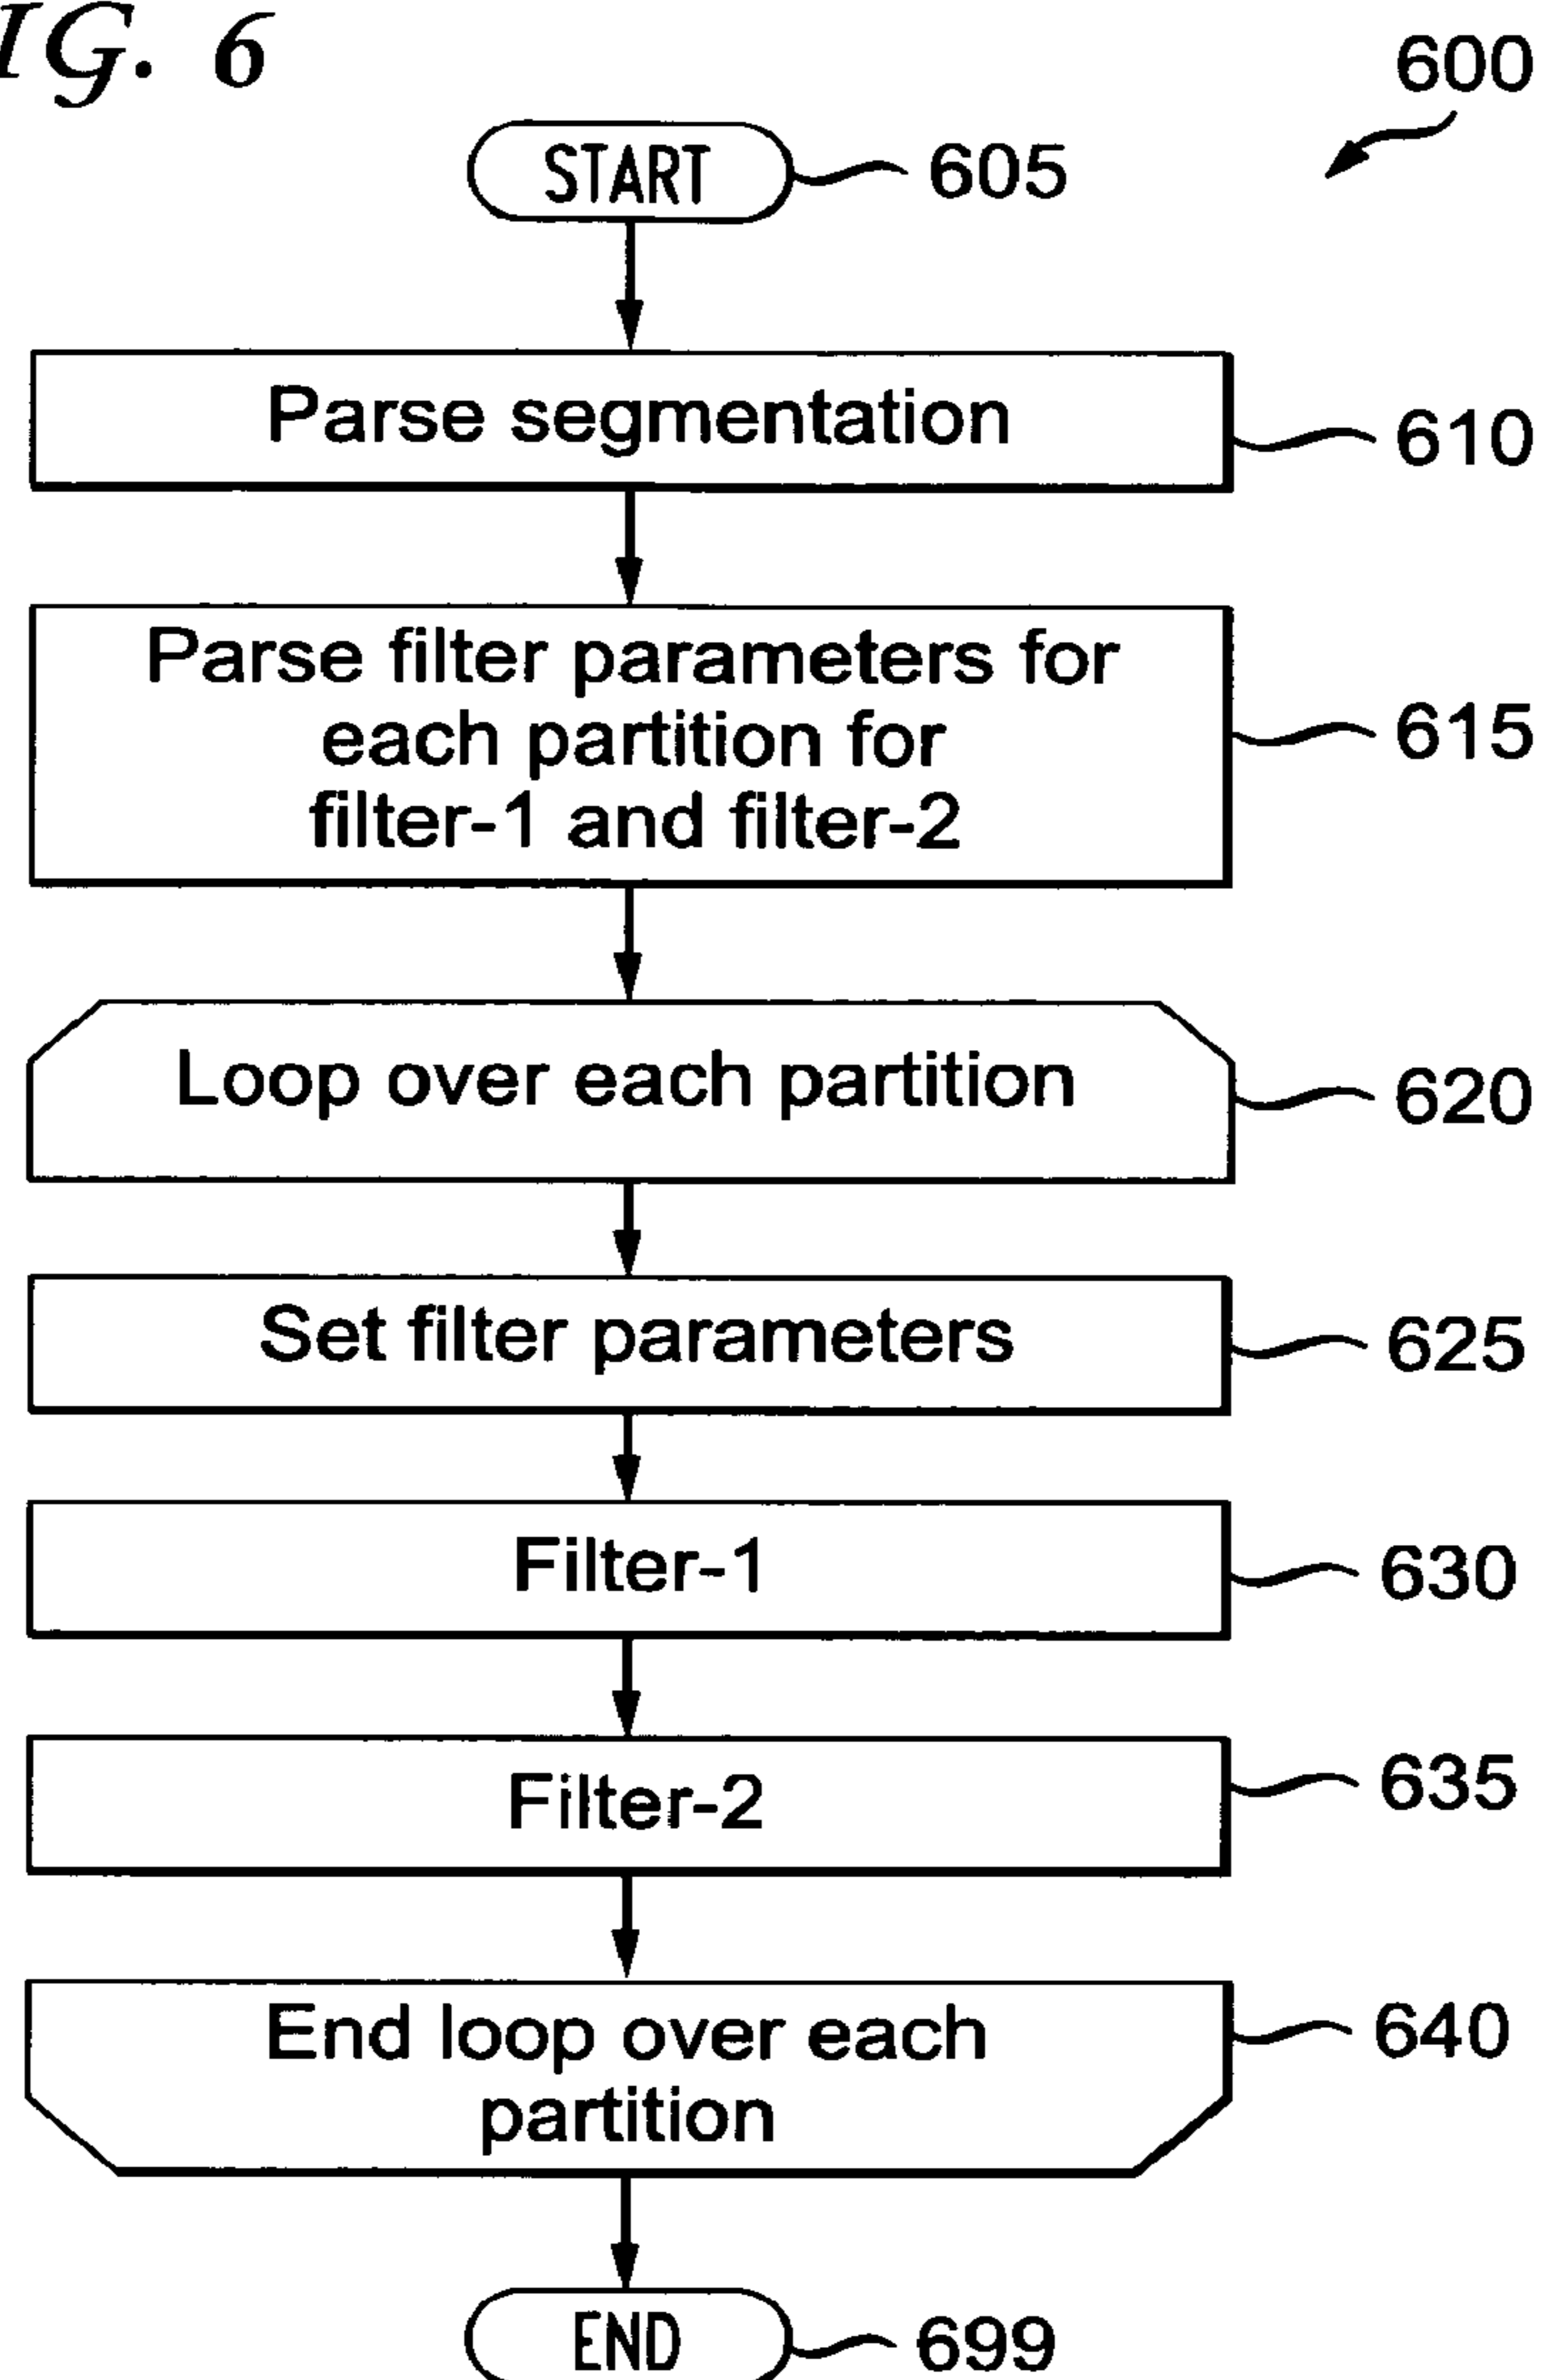 IG. 6
600
START
605
Parse segmentation
610
Parse filter parameters for
each partition for
filter-1 and filter-2
615
Loop over each partition
620
Set filter parameters
625
Filter-1
630
Filter-2
635
End loop over each
partition
640
END
699